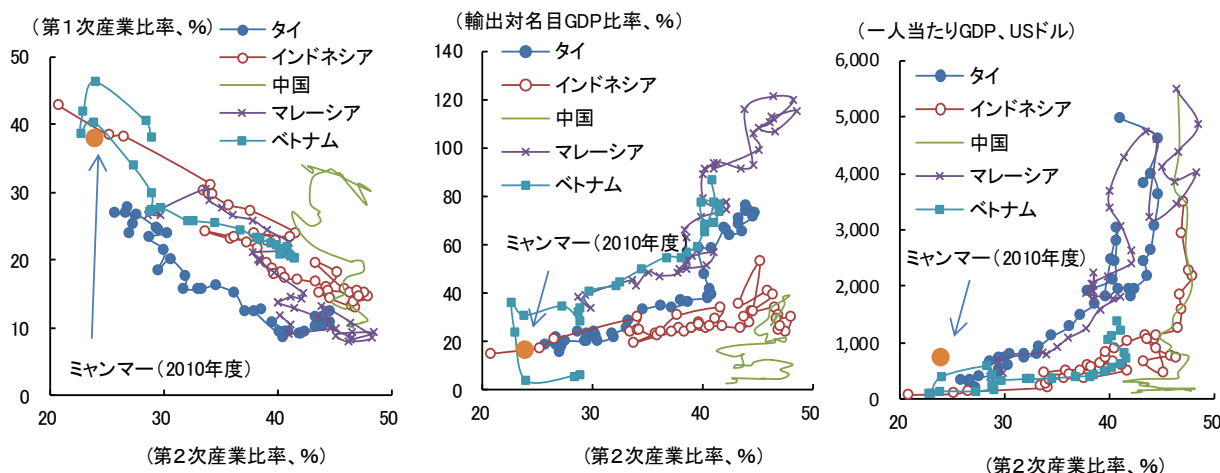 （第１次産業比率、％）
タイ
インドネシア
中国
マレーシア
ベトナム
50
40
30
20
10
0
ミャンマー（2010年度）
20 30 40 50
（第２次産業比率、％）
（輸出対名目GDP比率、％）
タイ
インドネシア
中国
マレーシア
ベトナム
140
120
100
80
60
40
20
0
ミャンマー（2010年度）
20 30 40 50
（第２次産業比率、％）
（一人当たりGDP、USドル）
タイ
インドネシア
中国
マレーシア
ベトナム
6,000
5,000
4,000
3,000
2,000
1,000
0
ミャンマー（2010年度）
20 30 40 50
（第２次産業比率、％）